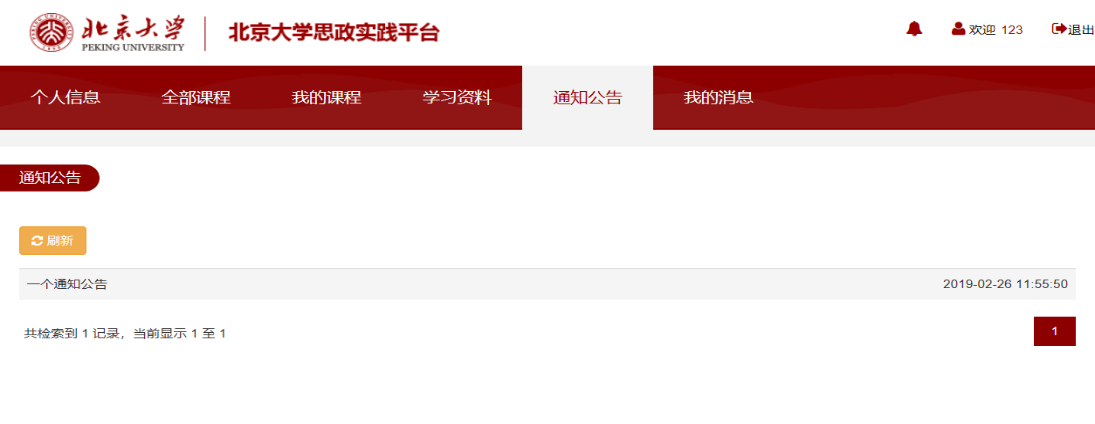 北京大学
PEKING UNIVERSITY
北京大学思政实践平台
欢迎 123
退出
个人信息 全部课程 我的课程 学习资料 通知公告 我的消息
通知公告
刷新
一个通知公告 2019-02-26 11:55:50
共检索到 1 记录，当前显示 1 至 1
1